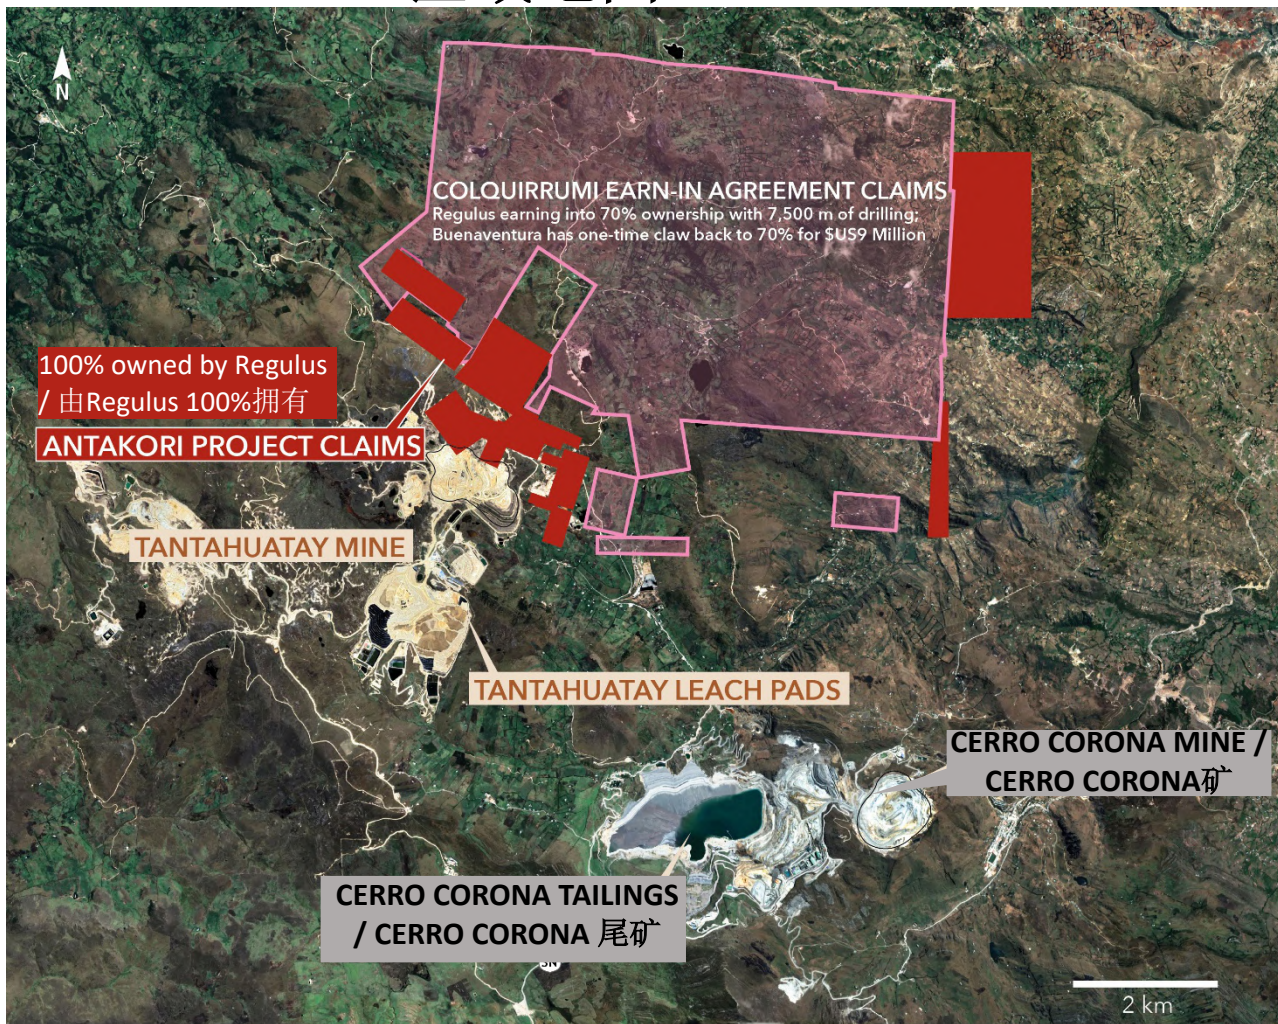 N
COLQUIRRUMI EARN-IN AGREEMENT CLAIMS
Regulus earning into 70% ownership with 7,500 m of drilling;
Buenaventura has one-time claw back to 70% for $US9 Million
100% owned by Regulus
/ 由Regulus 100%拥有
ANTAKORI PROJECT CLAIMS
TANTAHUATAY MINE
TANTAHUATAY LEACH PADS
CERRO CORONA MINE /
CERRO CORONA矿
CERRO CORONA TAILINGS
/ CERRO CORONA 尾矿
3N
2 km